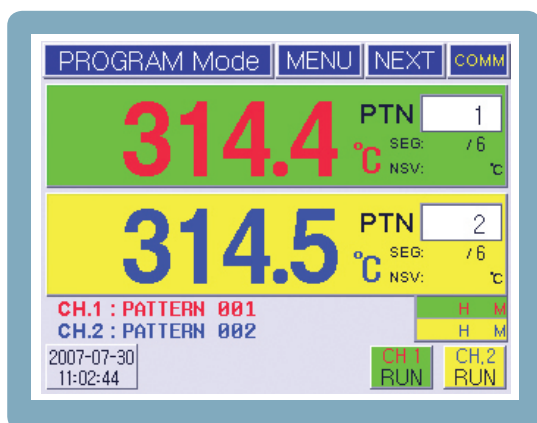 PROGRAM Mode MENU NEXT COMM
314.4 °C PTN 1
SEG: /6
NSV: °C
314.5 °C PTN 2
SEG: /6
NSV: °C
CH.1 : PATTERN 001 H M
CH.2 : PATTERN 002 H M
2007-07-30
11:02:44
CH 1
RUN
CH,2
RUN